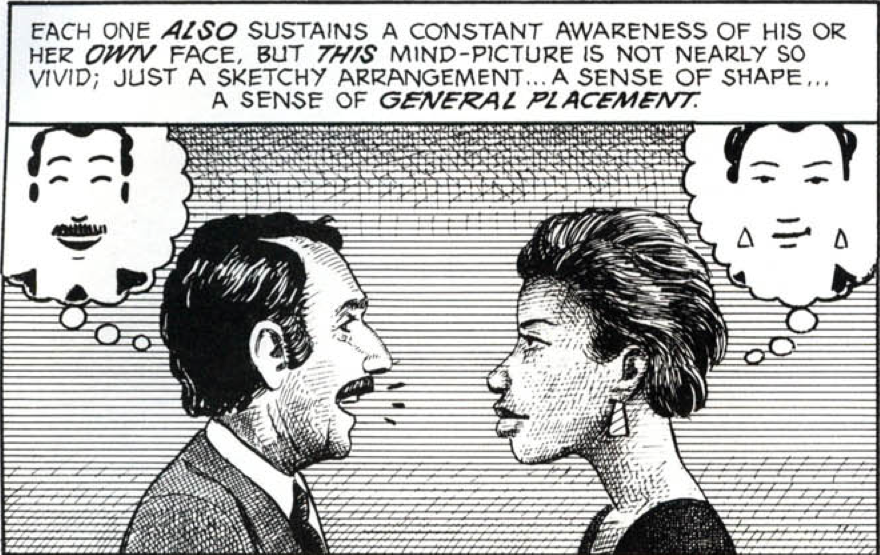 EACH ONE ALSO SUSTAINS A CONSTANT AWARENESS OF HIS OR
HER OWN FACE, BUT THIS MIND-PICTURE IS NOT NEARLY SO
VIVID; JUST A SKETCHY ARRANGEMENT... A SENSE OF SHAPE...
A SENSE OF GENERAL PLACEMENT.